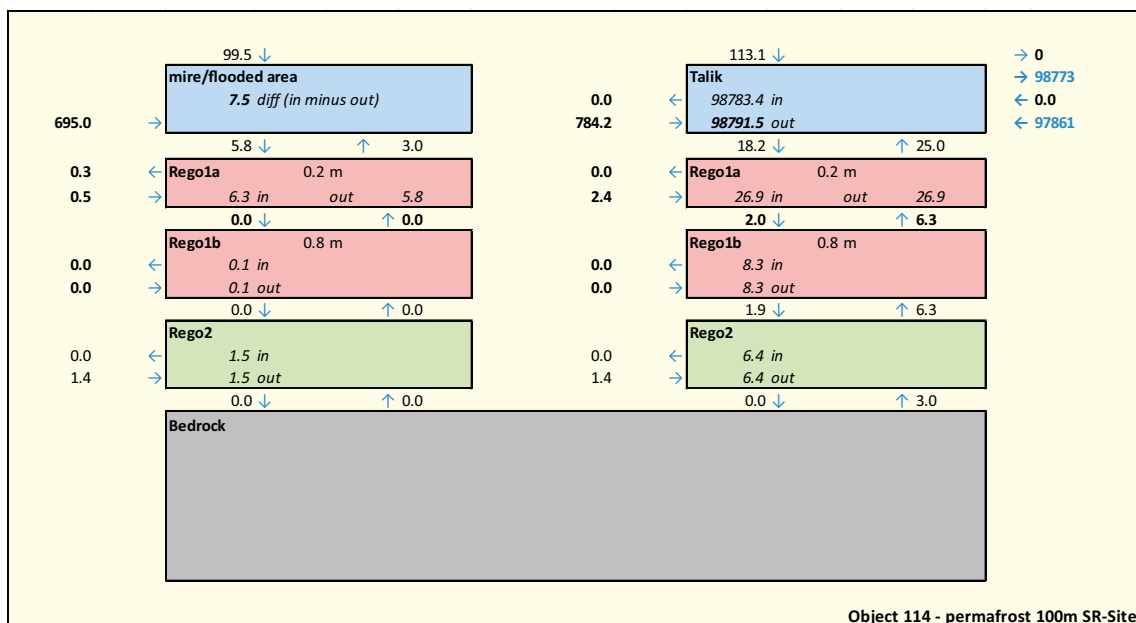 99.5 ↓ 113.1 ↓ → 0
mire/flooded area Talik → 98773
7.5 diff (in minus out) 0.0 ← 98783.4 in ← 0.0
695.0 → 784.2 → 98791.5 out ← 97861
5.8 ↓ ↑ 3.0 18.2 ↓ ↑ 25.0
0.3 ← Rego1a 0.2 m 0.0 ← Rego1a 0.2 m
0.5 → 6.3 in out 5.8 2.4 → 26.9 in out 26.9
0.0 ↓ ↑ 0.0 2.0 ↓ ↑ 6.3
Rego1b 0.8 m Rego1b 0.8 m
0.0 ← 0.1 in 0.0 ← 8.3 in
0.0 → 0.1 out 0.0 → 8.3 out
0.0 ↓ ↑ 0.0 1.9 ↓ ↑ 6.3
Rego2 Rego2
0.0 ← 1.5 in 0.0 ← 6.4 in
1.4 → 1.5 out 1.4 → 6.4 out
0.0 ↓ ↑ 0.0 0.0 ↓ ↑ 3.0
Bedrock
Object 114 - permafrost 100m SR-Site